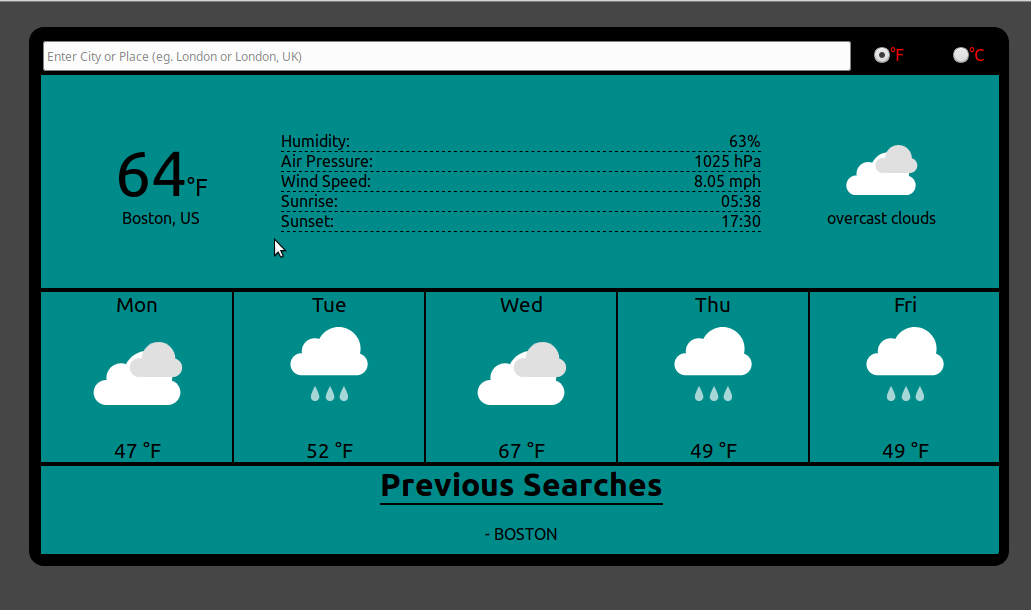 Enter City or Place (eg. London or London, UK) °F °C
64°F
Boston, US
Humidity: 63%
Air Pressure: 1025 hPa
Wind Speed: 8.05 mph
Sunrise: 05:38
Sunset: 17:30
overcast clouds
Mon Tue Wed Thu Fri
47 °F 52 °F 67 °F 49 °F 49 °F
Previous Searches
- BOSTON